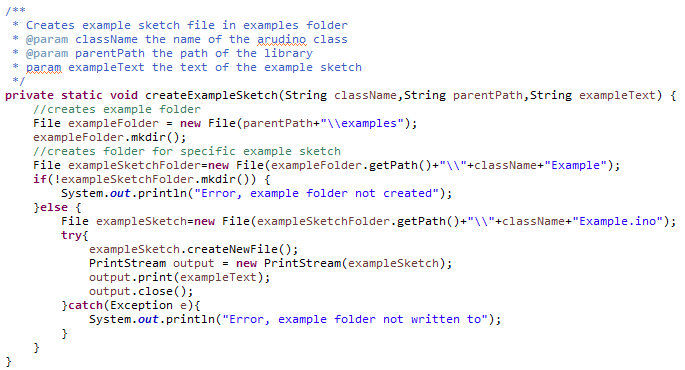 /**
 * Creates example sketch file in examples folder
 * @param className the name of the arudino class
 * @param parentPath the path of the library
 * param exampleText the text of the example sketch
 */
private static void createExampleSketch(String className,String parentPath,String exampleText) {
    //creates example folder
    File exampleFolder = new File(parentPath+"\\examples");
    exampleFolder.mkdir();
    //creates folder for specific example sketch
    File exampleSketchFolder=new File(exampleFolder.getPath()+"\\"+className+"Example");
    if(!exampleSketchFolder.mkdir()) {
        System.out.println("Error, example folder not created");
    }else {
        File exampleSketch=new File(exampleSketchFolder.getPath()+"\\"+className+"Example.ino");
        try{
            exampleSketch.createNewFile();
            PrintStream output = new PrintStream(exampleSketch);
            output.print(exampleText);
            output.close();
        }catch(Exception e){
            System.out.println("Error, example folder not written to");
        }
    }
}